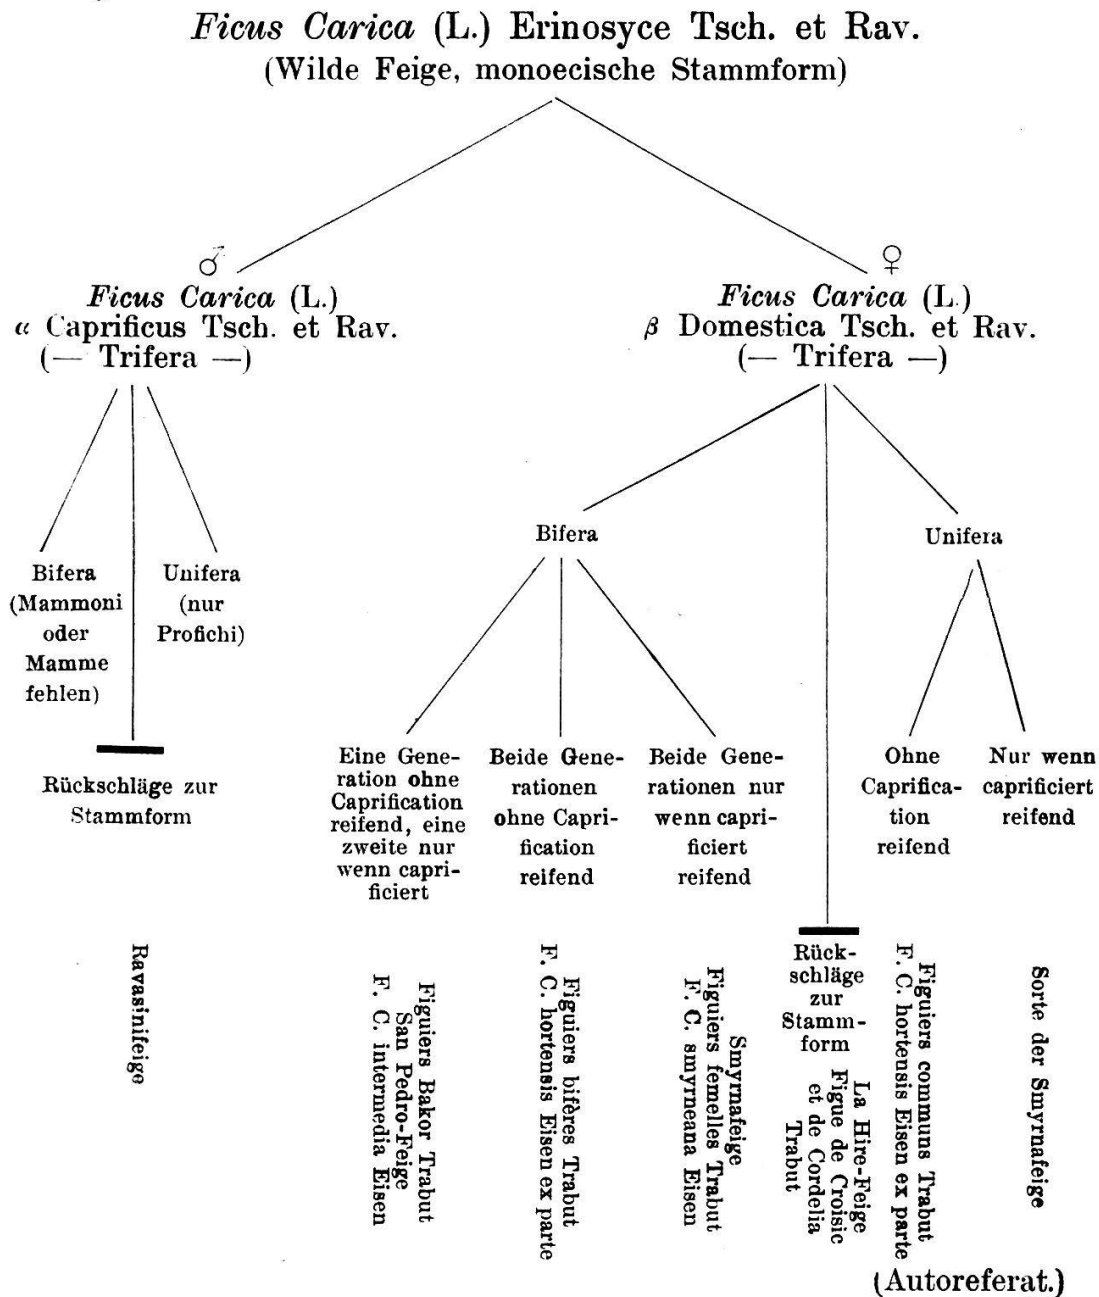 Ficus Carica (L.) Erinosyce Tsch. et Rav.
(Wilde Feige, monoecische Stammform)
♂
Ficus Carica (L.)
α Caprificus Tsch. et Rav.
(— Trifera —)
♀
Ficus Carica (L.)
β Domestica Tsch. et Rav.
(— Trifera —)
Bifera
(Mammoni
oder
Mamme
fehlen)
Unifera
(nur
Profichi)
Rückschläge zur
Stammform
Ravasinifeige
Bifera
Unifera
Eine Gene-
ration ohne
Caprification
reifend, eine
zweite nur
wenn capri-
ficiert
Figuiers Bakor Trabut
San Pedro-Feige
F. C. intermedia Eisen
Beide Gene-
rationen
ohne Capri-
fication
reifend
Figuiers bifères Trabut
F. C. hortensis Eisen ex parte
Beide Gene-
rationen nur
wenn capri-
ficiert
reifend
Smyrnafeige
Figuiers femelles Trabut
F. C. smyrneana Eisen
Rück-
schläge
zur
Stamm-
form
La Hire-Feige
Figue de Croisic
et de Cordelia
Trabut
Ohne
Caprifica-
tion
reifend
Figuiers communs Trabut
F. C. hortensis Eisen ex parte
Nur wenn
caprificiert
reifend
Sorte der Smyrnafeige
(Autoreferat.)